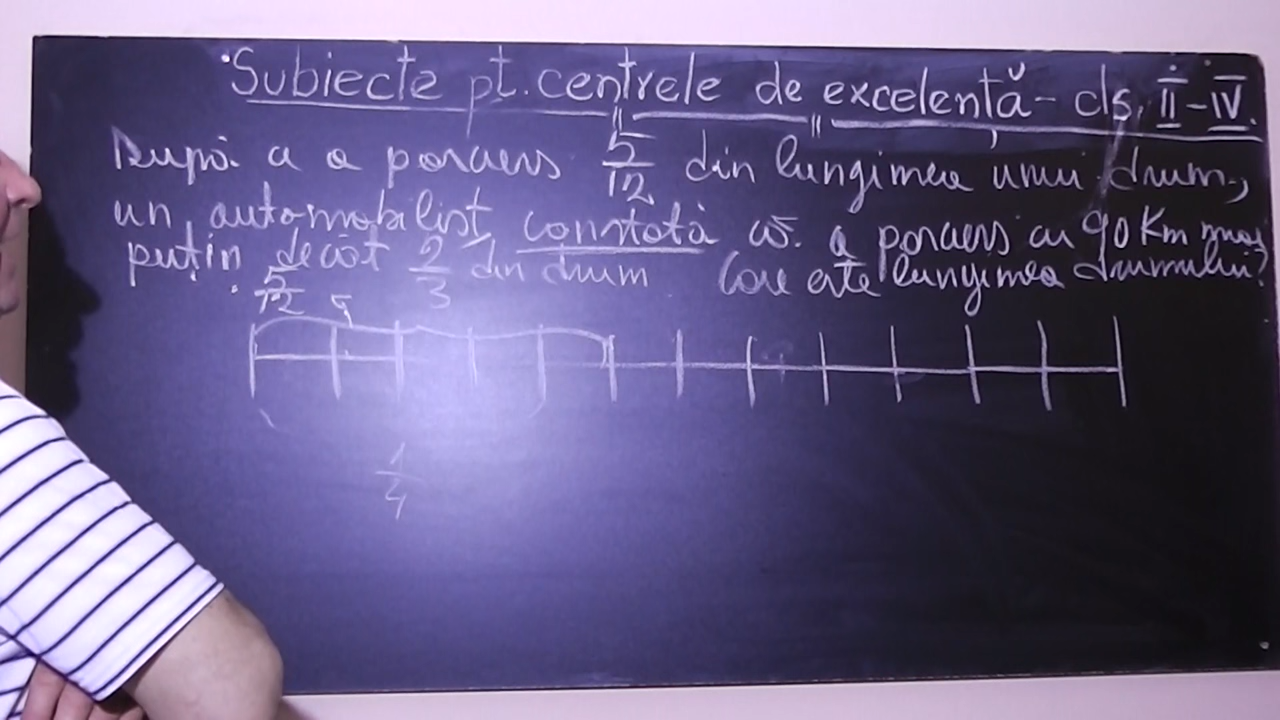 Subiecte pt. centrele de excelență - cls. II - IV.
După ce a parcurs 5/12 din lungimea unui drum,
un automobilist constată că a parcurs cu 90 Km mai
puțin decât 2/3 din drum Care este lungimea drumului?
5/12
1/4